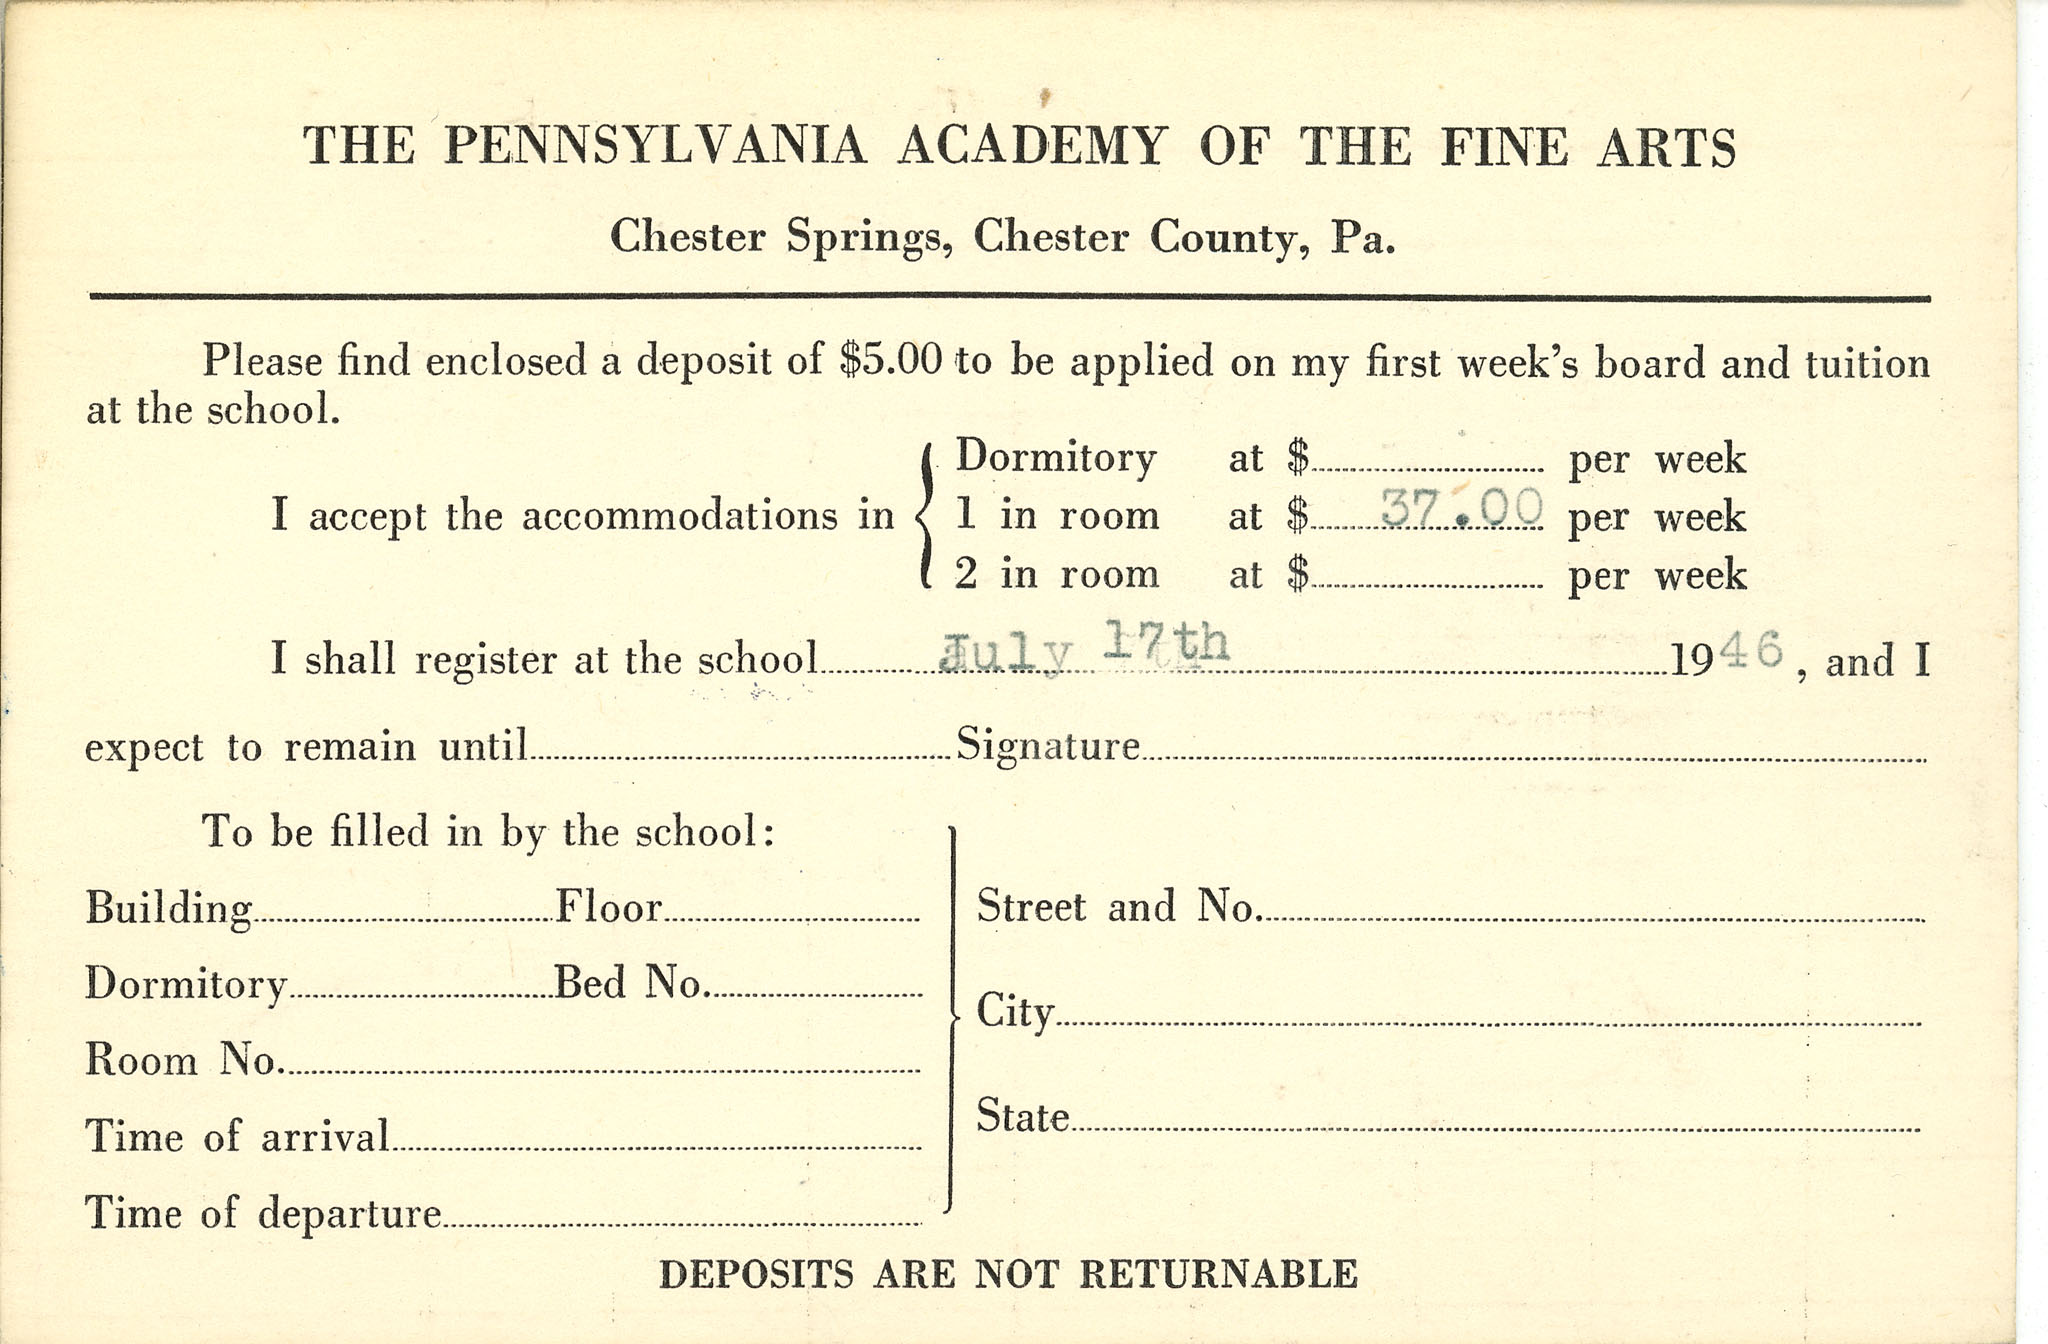 THE PENNSYLVANIA ACADEMY OF THE FINE ARTS
Chester Springs, Chester County, Pa.
Please find enclosed a deposit of $5.00 to be applied on my first week's board and tuition
at the school.
Dormitory at $ per week
I accept the accommodations in { 1 in room at $ 37.00 per week
2 in room at $ per week
I shall register at the school July 17th 1946, and I
expect to remain until Signature
To be filled in by the school:
Building Floor
Street and No.
Dormitory Bed No.
City
Room No.
State
Time of arrival
Time of departure
DEPOSITS ARE NOT RETURNABLE